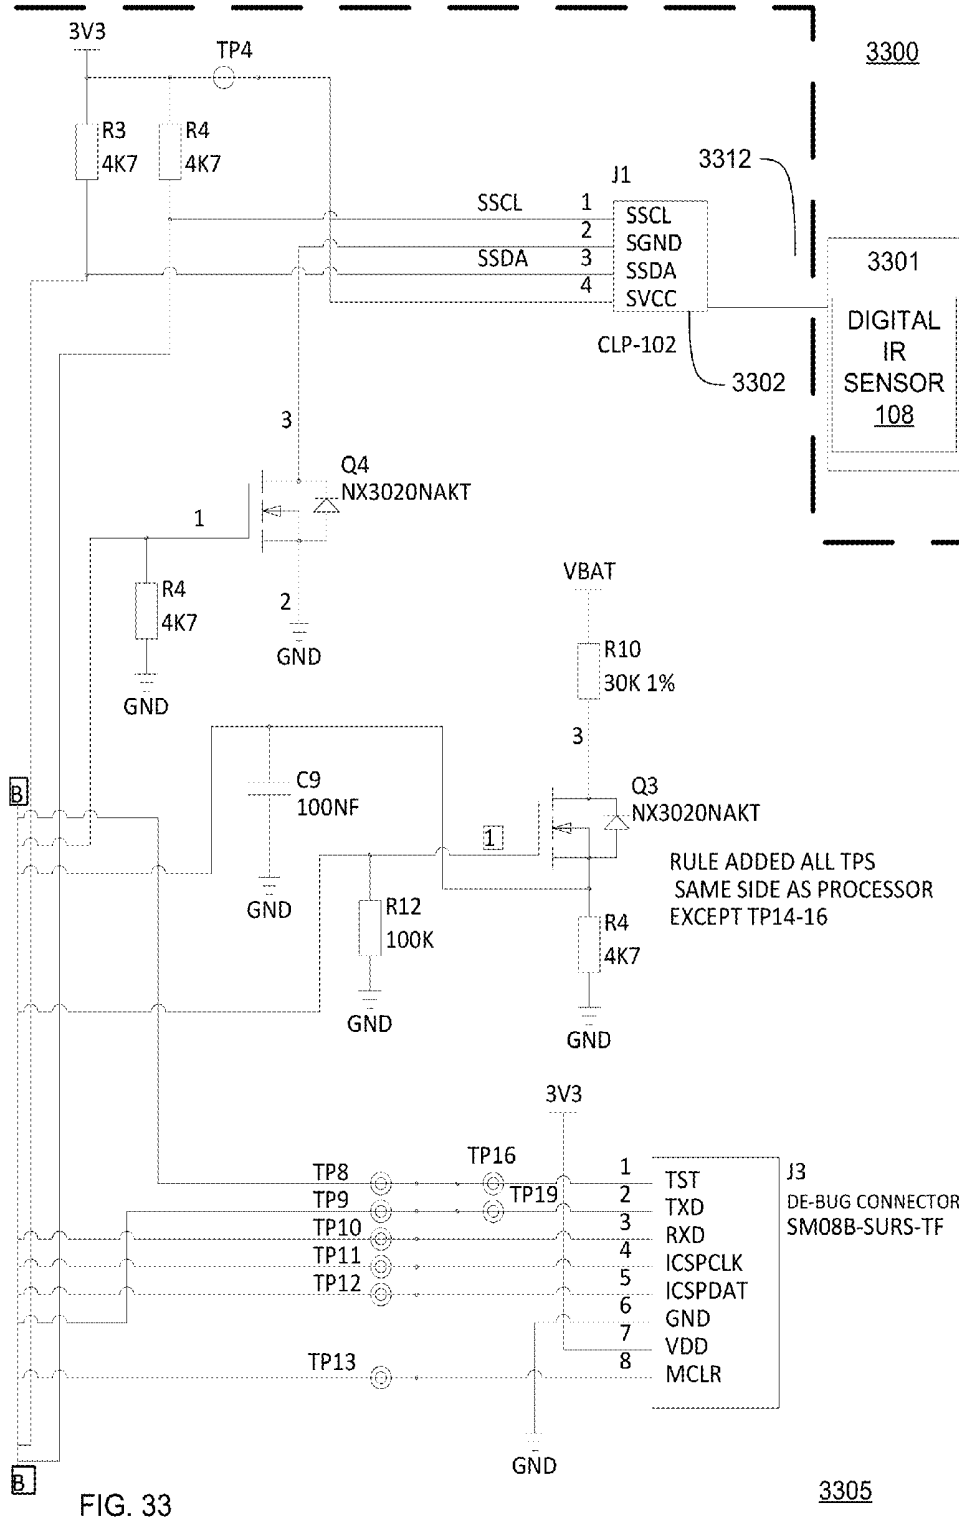 3V3
TP4
3300
R3
4K7
R4
4K7
3312
J1
SSCL
1
SSCL
2
SGND
SSDA
3
SSDA
4
SVCC
CLP-102
3302
3301
DIGITAL
IR
SENSOR
108
3
Q4
NX3020NAKT
1
R4
4K7
2
GND
GND
VBAT
R10
30K 1%
3
B
C9
100NF
GND
Q3
NX3020NAKT
1
RULE ADDED ALL TPS
SAME SIDE AS PROCESSOR
EXCEPT TP14-16
R12
100K
GND
R4
4K7
GND
3V3
TP8
TP16
1
TST
TP9
TP19
2
TXD
TP10
3
RXD
TP11
4
ICSPCLK
TP12
5
ICSPDAT
6
GND
7
VDD
TP13
8
MCLR
J3
DE-BUG CONNECTOR
SM08B-SURS-TF
GND
B
FIG. 33
3305